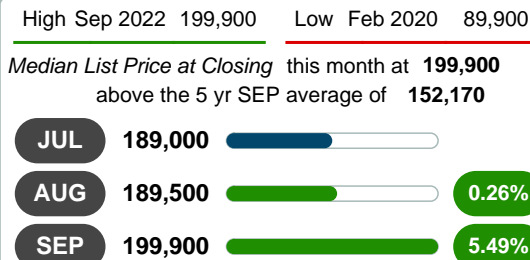 High Sep 2022 199,900 Low Feb 2020 89,900
Median List Price at Closing this month at 199,900
above the 5 yr SEP average of 152,170
JUL 189,000
AUG 189,500 0.26%
SEP 199,900 5.49%